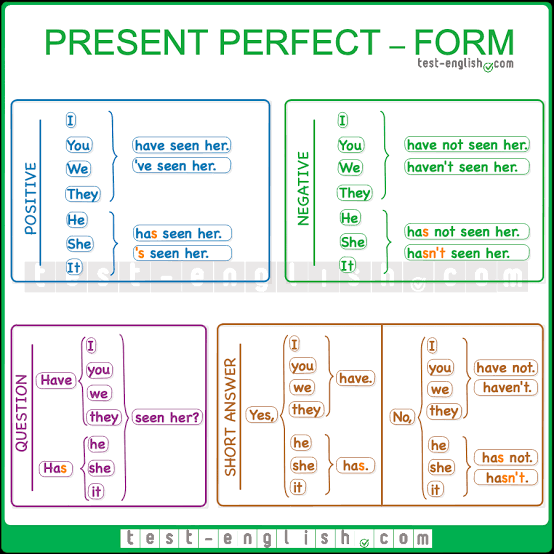 PRESENT PERFECT – FORM
test-english.com
POSITIVE
I
You
We
They
have seen her.
've seen her.
He
She
It
has seen her.
's seen her.
NEGATIVE
I
You
We
They
have not seen her.
haven't seen her.
He
She
It
has not seen her.
hasn't seen her.
test-english.com
QUESTION
Have
I
you
we
they
Has
he
she
it
seen her?
SHORT ANSWER
Yes,
I
you
we
they
have.
he
she
it
has.
No,
I
you
we
they
have not.
haven't.
he
she
it
has not.
hasn't.
test-english.com